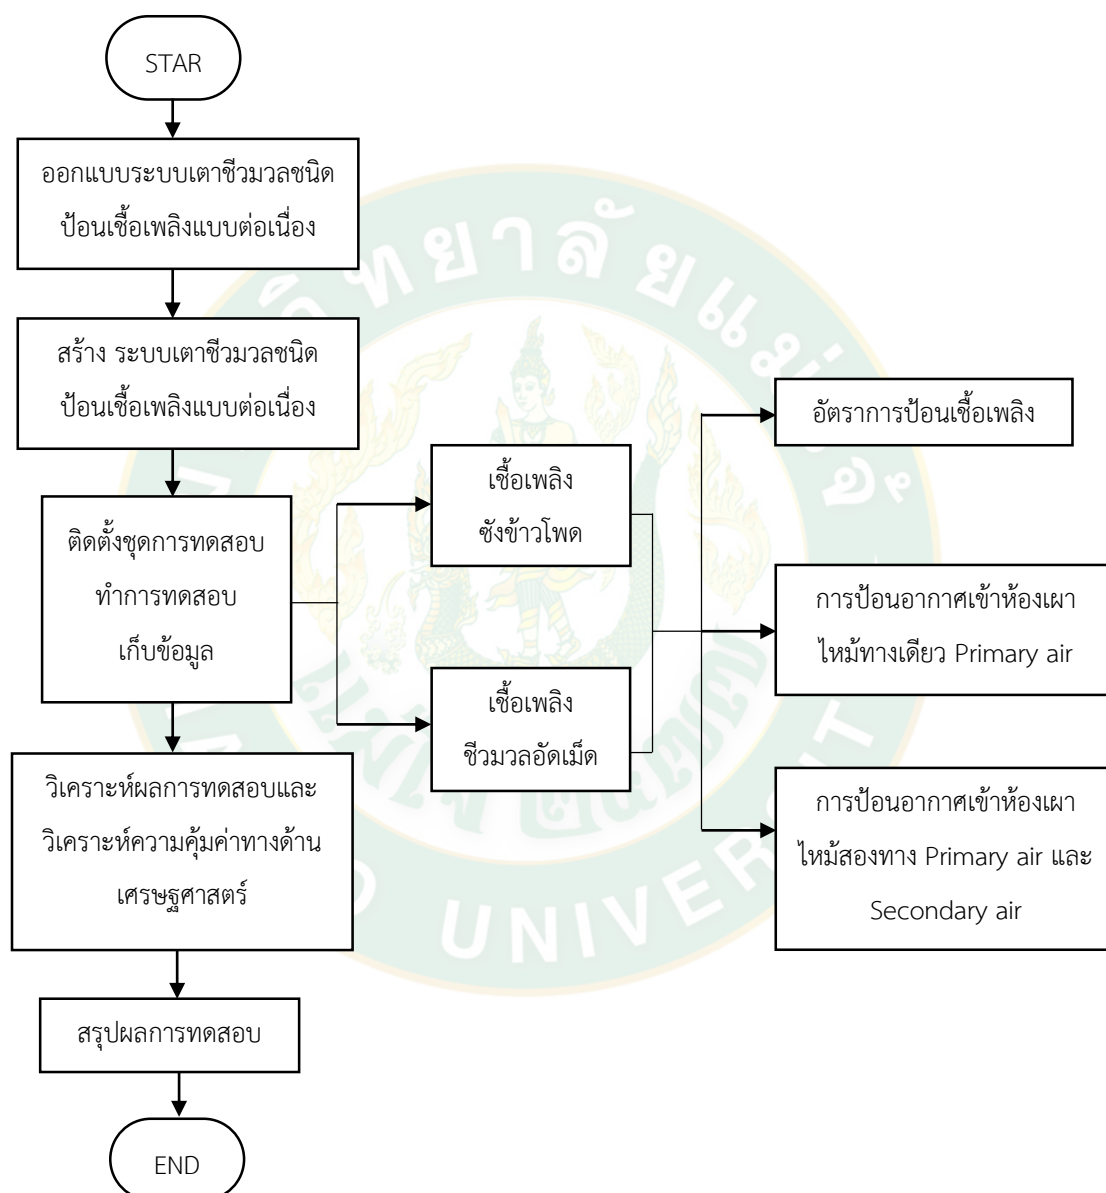 STAR
ออกแบบระบบเตาชีวมวลชนิด
ป้อนเชื้อเพลิงแบบต่อเนื่อง
สร้าง ระบบเตาชีวมวลชนิด
ป้อนเชื้อเพลิงแบบต่อเนื่อง
ติดตั้งชุดการทดสอบ
ทำการทดสอบ
เก็บข้อมูล
เชื้อเพลิง
ซังข้าวโพด
เชื้อเพลิง
ชีวมวลอัดเม็ด
อัตราการป้อนเชื้อเพลิง
การป้อนอากาศเข้าห้องเผา
ไหม้ทางเดียว Primary air
การป้อนอากาศเข้าห้องเผา
ไหม้สองทาง Primary air และ
Secondary air
วิเคราะห์ผลการทดสอบและ
วิเคราะห์ความคุ้มค่าทางด้าน
เศรษฐศาสตร์
สรุปผลการทดสอบ
END
UNIVER